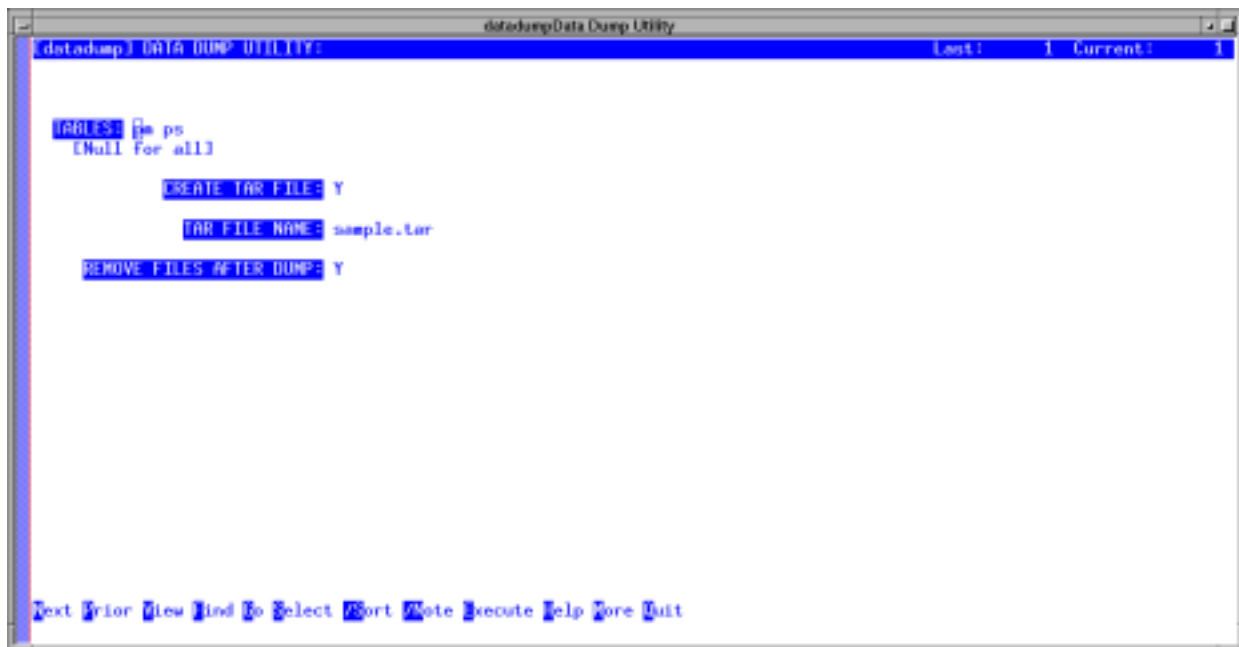 datadumpData Dump Utility
[datadump] DATA DUMP UTILITY: Last: 1 Current: 1
TABLES: pm ps
[Null for all]
CREATE TAR FILE: Y
TAR FILE NAME: sample.tar
REMOVE FILES AFTER DUMP: Y
Next Prior View Find Go Select /Sort /Note Execute Help More Quit